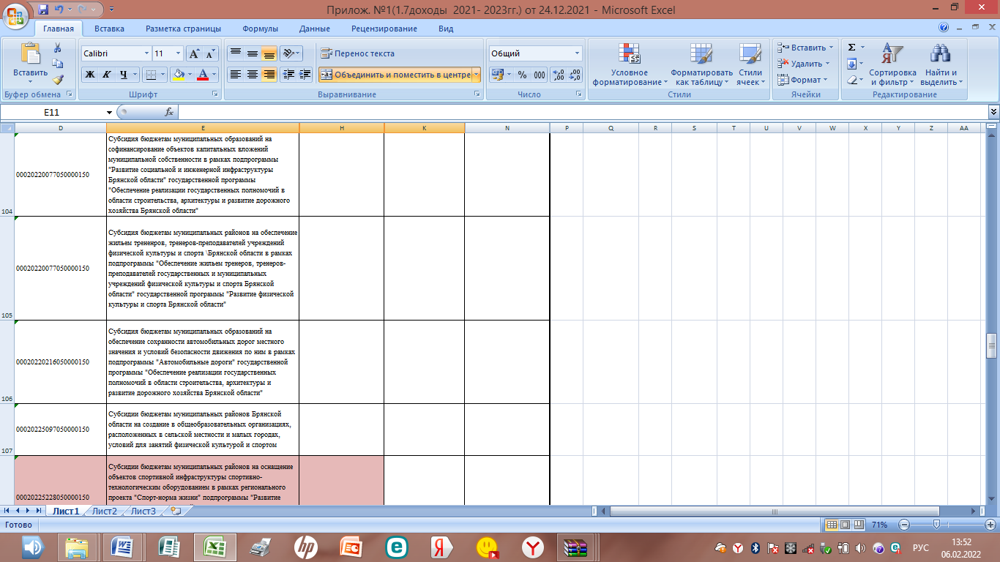 Прилож. №1(1.7доходы 2021- 2023гг.) от 24.12.2021 - Microsoft Excel
Главная Вставка Разметка страницы Формулы Данные Рецензирование Вид
Вставить
Буфер обмена
Calibri 11
Ж К Ч
Шрифт
Перенос текста
Объединить и поместить в центре
Выравнивание
Общий
% 000
Число
Условное форматирование
Форматировать как таблицу
Стили ячеек
Стили
Вставить
Удалить
Формат
Ячейки
Σ
Сортировка и фильтр
Найти и выделить
Редактирование
E11 fx
D E H K N P Q R S T U V W X Y Z AA
104
00020220077050000150
Субсидия бюджетам муниципальных образований на
софинансирование объектов капитальных вложений
муниципальной собственности в рамках подпрограммы
"Развитие социальной и инженерной инфраструктуры
Брянской области" государственной программы
"Обеспечение реализации государственных полномочий в
области строительства, архитектуры и развитие дорожного
хозяйства Брянской области"
105
00020220077050000150
Субсидия бюджетам муниципальных районов на обеспечение
жильем трененров, тренеров-преподавателей учреждений
физической культуры и спорта \Брянской области в рамках
подпрограммы "Обеспечение жильем тренеров, тренеров-
преподавателей государственных и муниципальных
учреждений физической культуры и спорта Брянской
области" государственной программы "Развитие физической
культуры и спорта Брянской области"
106
00020220216050000150
Субсидия бюджетам муниципальных образований на
обеспечение сохранности автомобильных дорог местного
значения и условий безопасности движения по ним в рамках
подпрограммы "Автомобильные дороги" государственной
программы "Обеспечение реализации государственных
полномочий в области строительства, архитектуры и
развитие дорожного хозяйства Брянской области"
107
00020225097050000150
Субсидии бюджетам муниципальных районов Брянской
области на создание в общеобразовательных организациях,
расположенных в сельской местности и малых городах,
условий для занятий физической культурой и спортом
00020225228050000150
Субсидии бюджетам муниципальных районов на оснащение
объектов спортивной инфраструктуры спортивно-
технологическим оборудованием в рамках регионального
проекта "Спорт-норма жизни" подпрограммы "Развитие
Лист1 Лист2 Лист3
Готово 71%
РУС
13:52
06.02.2022